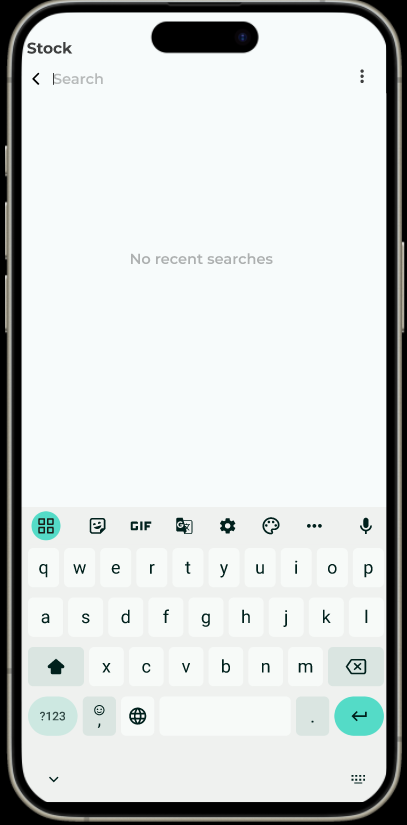 Stock
Search
No recent searches
GIF
q w e r t y u i o p
a s d f g h j k l
x c v b n m
?123 , .